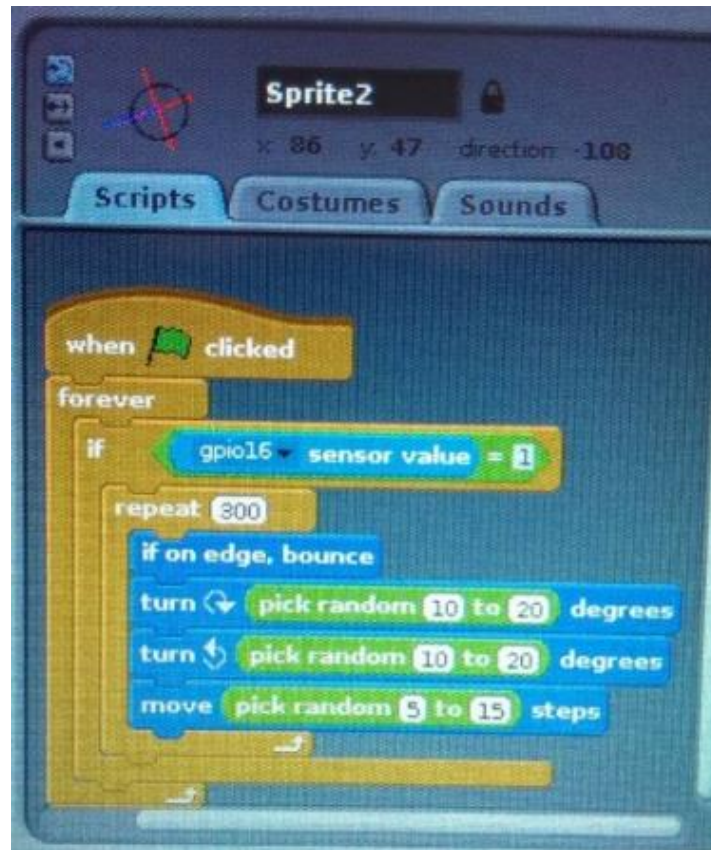 Sprite2
x: 86 y: 47 direction: -108
Scripts Costumes Sounds
when clicked
forever
if gpio16 sensor value = 1
repeat 300
if on edge, bounce
turn pick random 10 to 20 degrees
turn pick random 10 to 20 degrees
move pick random 5 to 15 steps